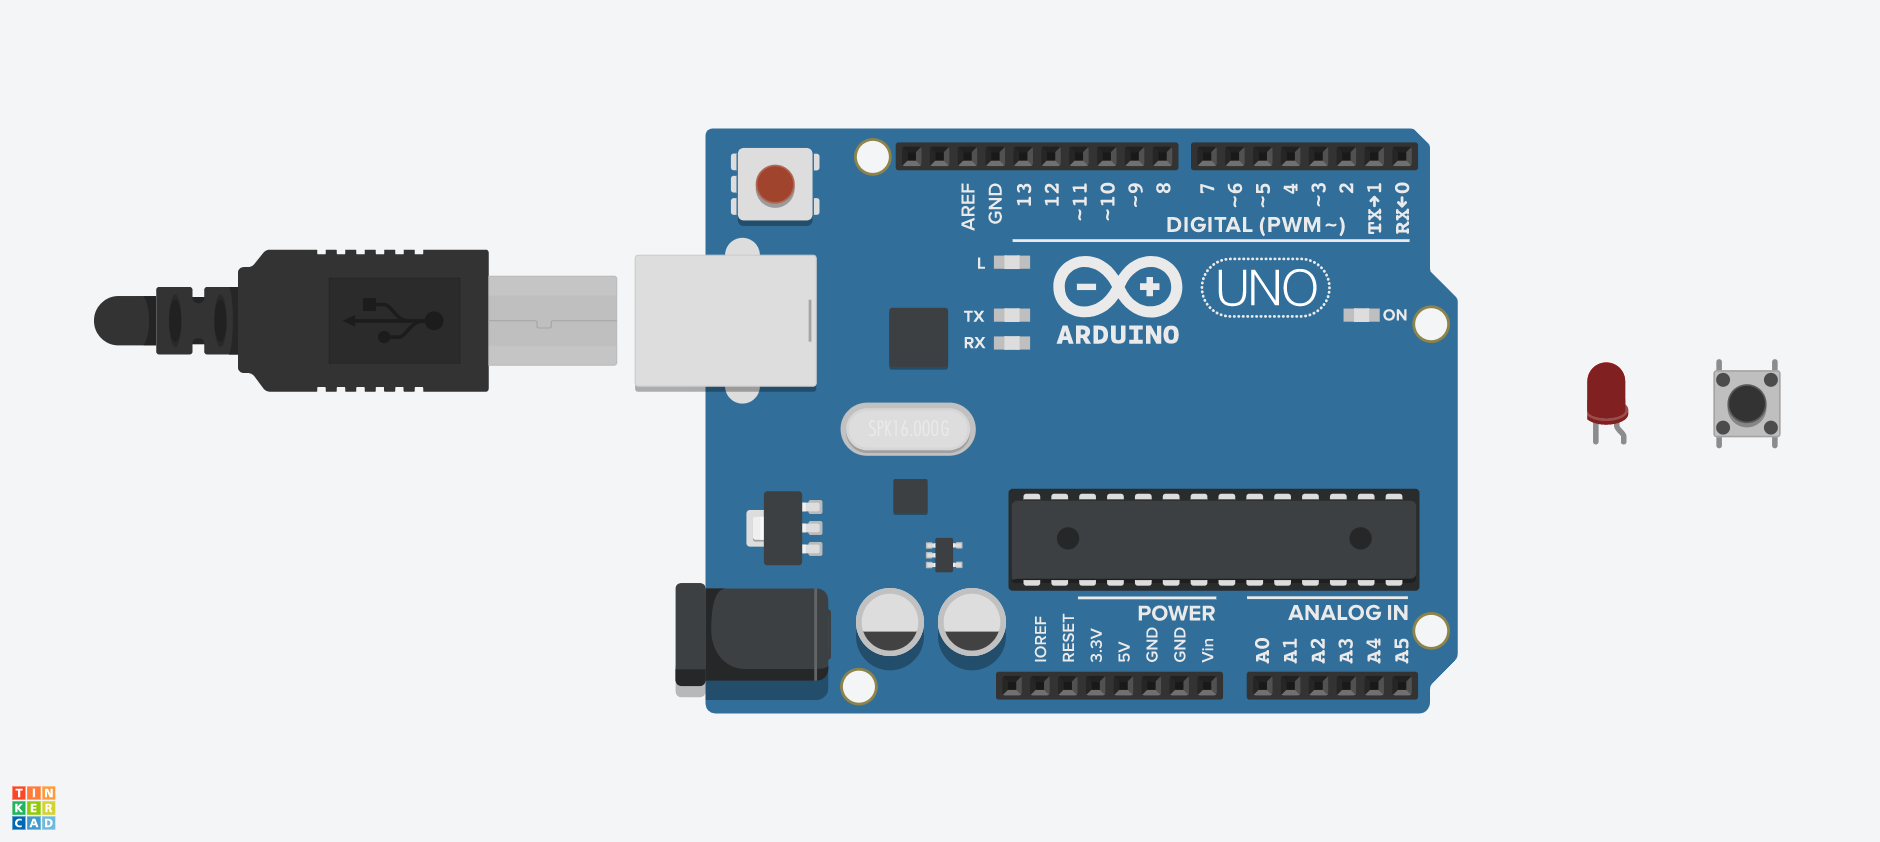 AREF
GND
13
12
~11
~10
~9
8
7
~6
~5
4
~3
2
TX→1
RX←0
DIGITAL (PWM~)
L
TX
RX
ARDUINO
UNO
ON
SPK16.000G
POWER
ANALOG IN
IOREF
RESET
3.3V
5V
GND
GND
Vin
A0
A1
A2
A3
A4
A5
TIN
KER
CAD